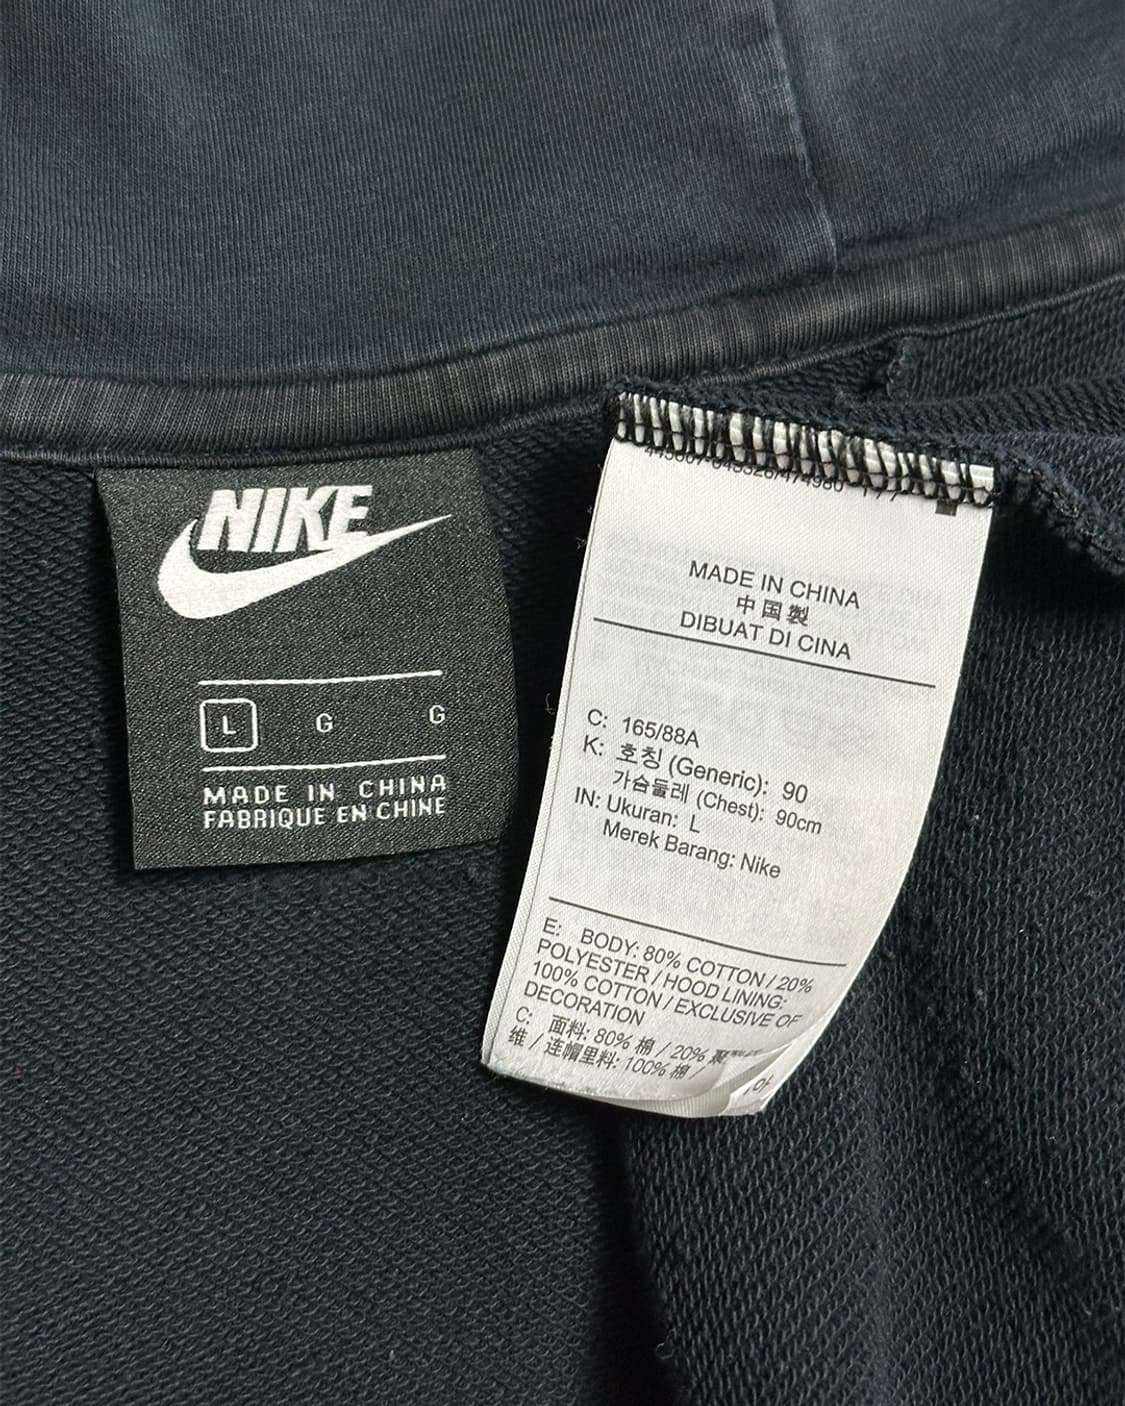 NIKE
L G G
MADE IN CHINA
FABRIQUE EN CHINE
MADE IN CHINA
中国製
DIBUAT DI CINA
C: 165/88A
K: 호칭 (Generic): 90
가슴둘레 (Chest): 90cm
IN: Ukuran: L
Merek Barang: Nike
E: BODY: 80% COTTON / 20%
POLYESTER / HOOD LINING:
100% COTTON / EXCLUSIVE OF
DECORATION
C: 面料: 80% 棉 / 20%
维 / 连帽里料: 100% 棉